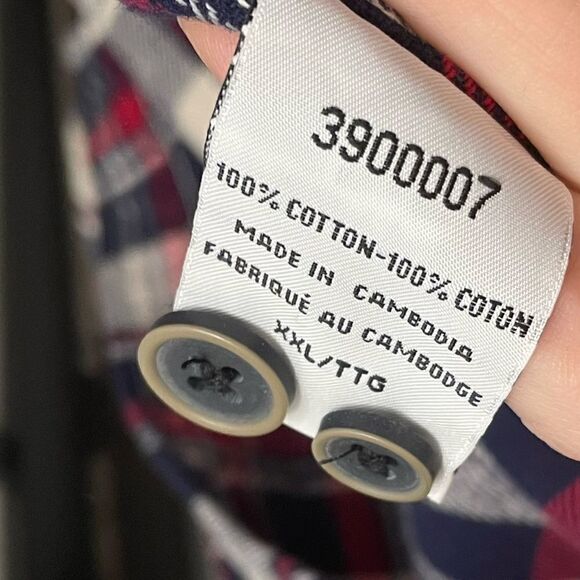 3900007
100% COTTON-100% COTON
MADE IN CAMBODIA
FABRIQUÉ AU CAMBODGE
XXL/TTG